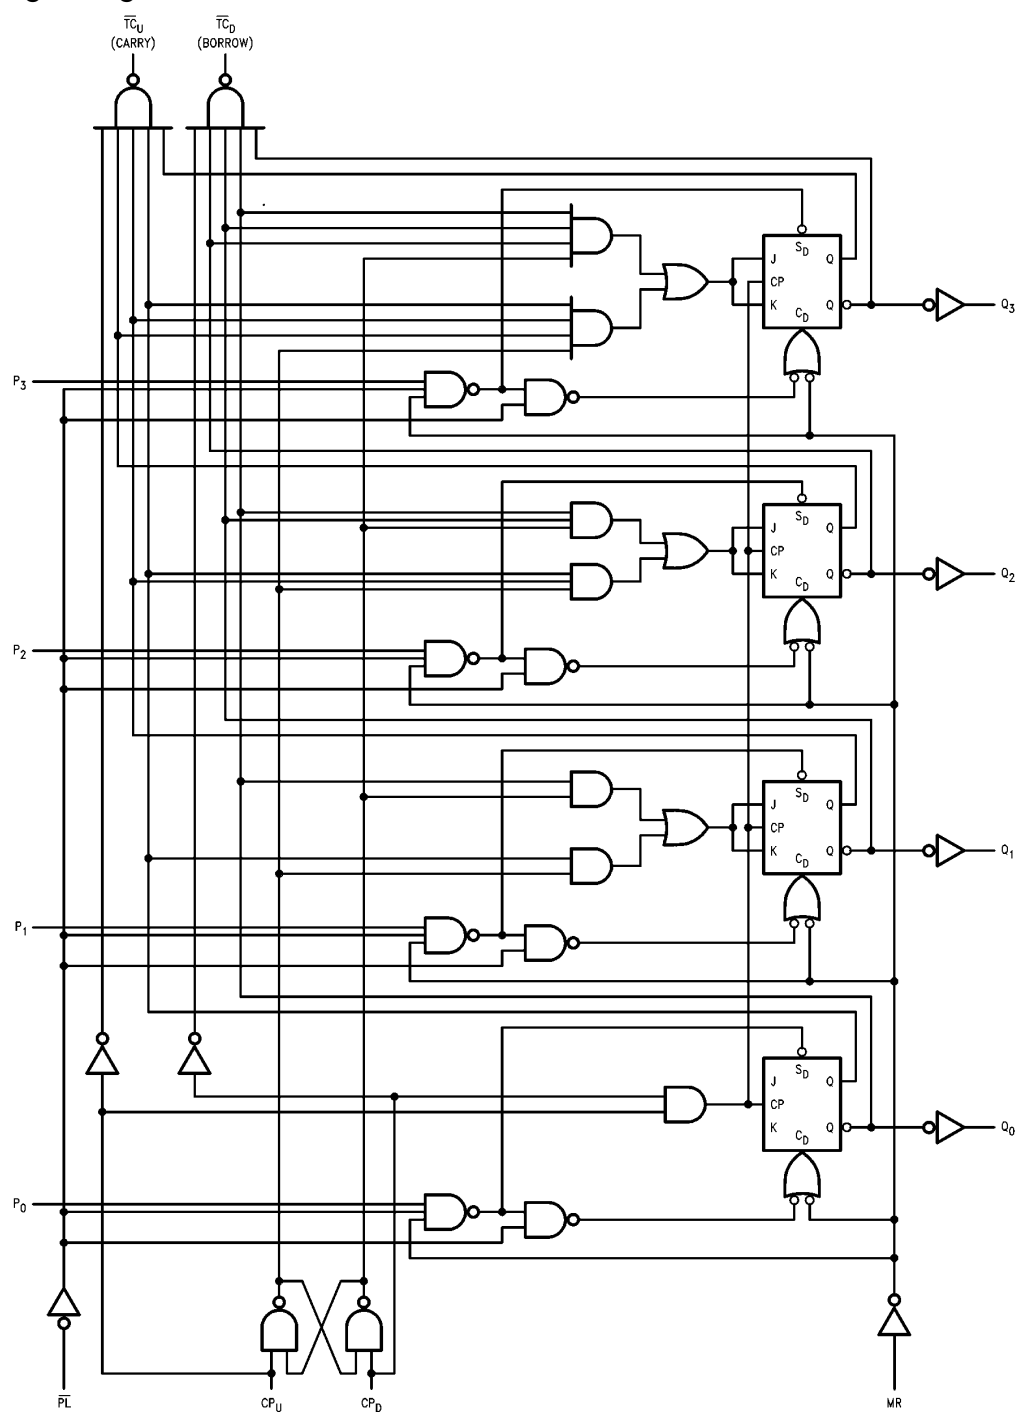 TC̅U TC̅D
(CARRY) (BORROW)
SD
J Q
CP
K Q
CD
Q3
P3
SD
J Q
CP
K Q
CD
Q2
P2
SD
J Q
CP
K Q
CD
Q1
P1
SD
J Q
CP
K Q
CD
Q0
P0
P̅L̅ CPU CPD MR